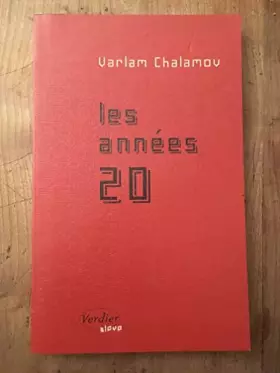 Varlam Chalamov
les
années
20
Verdier
slovo